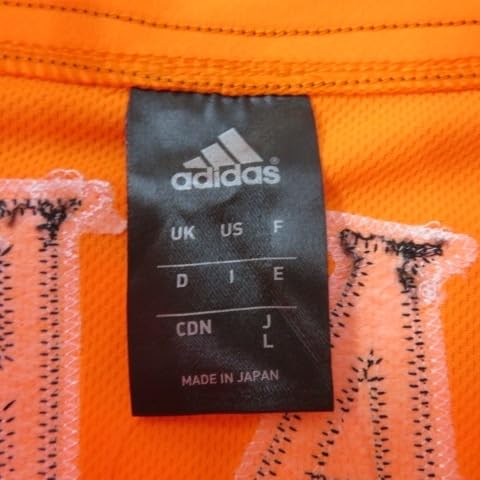 adidas
UK US F
D I E
CDN J
L
MADE IN JAPAN